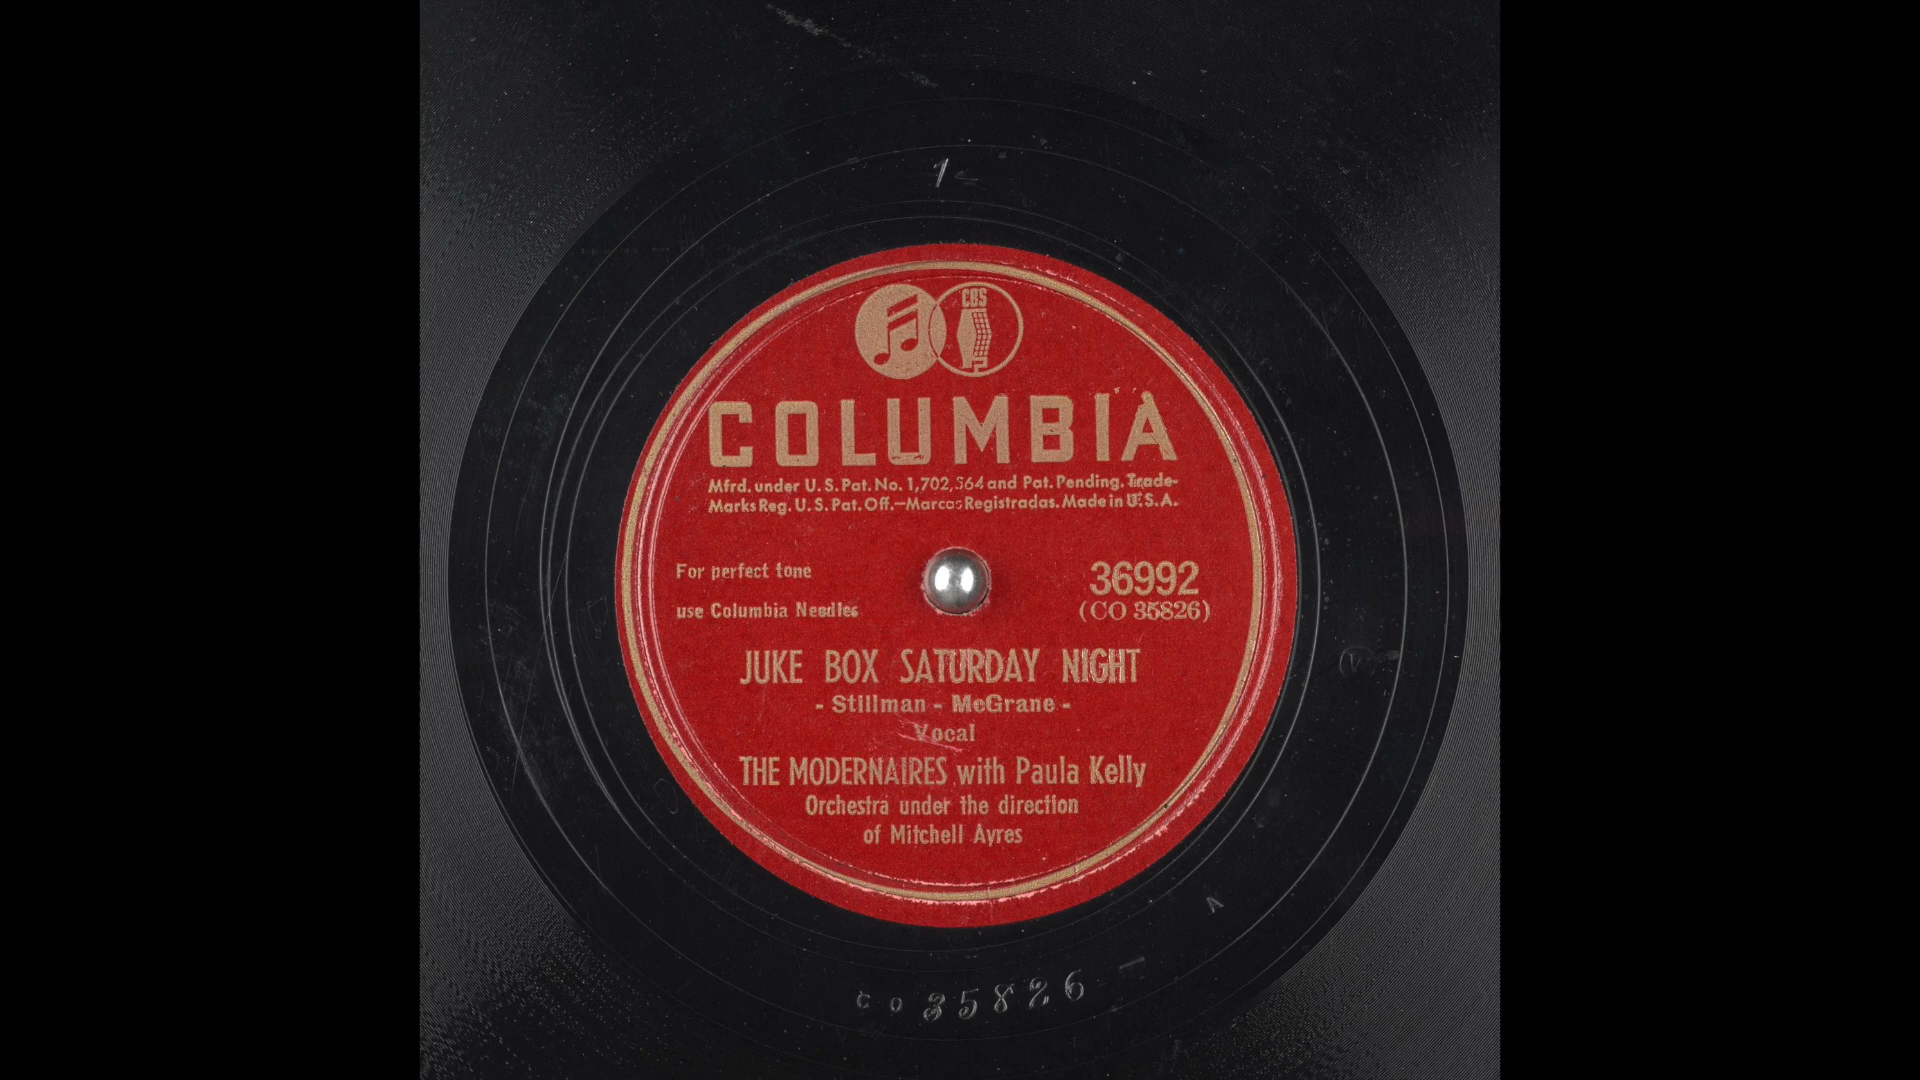 1
CBS
COLUMBIA
Mfrd. under U. S. Pat. No. 1,702,564 and Pat. Pending. Trade-
Marks Reg. U. S. Pat. Off.—Marcas Registradas. Made in U. S. A.
For perfect tone
use Columbia Needles
36992
(CO 35826)
JUKE BOX SATURDAY NIGHT
- Stillman - McGrane -
Vocal
THE MODERNAIRES with Paula Kelly
Orchestra under the direction
of Mitchell Ayres
A
CO 35826 -